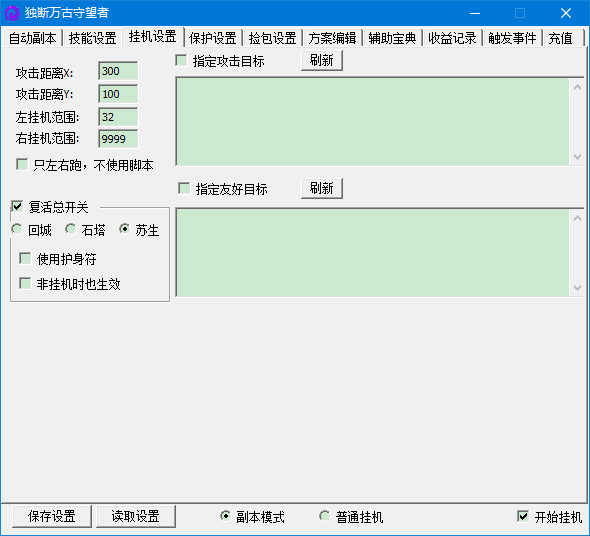 独断万古守望者
自动副本 技能设置 挂机设置 保护设置 捡包设置 方案编辑 辅助宝典 收益记录 触发事件 充值
攻击距离X: 300
攻击距离Y: 100
左挂机范围: 32
右挂机范围: 9999
只左右跑，不使用脚本
复活总开关
回城 石塔 苏生
使用护身符
非挂机时也生效
指定攻击目标 刷新
指定友好目标 刷新
保存设置 读取设置 副本模式 普通挂机 开始挂机